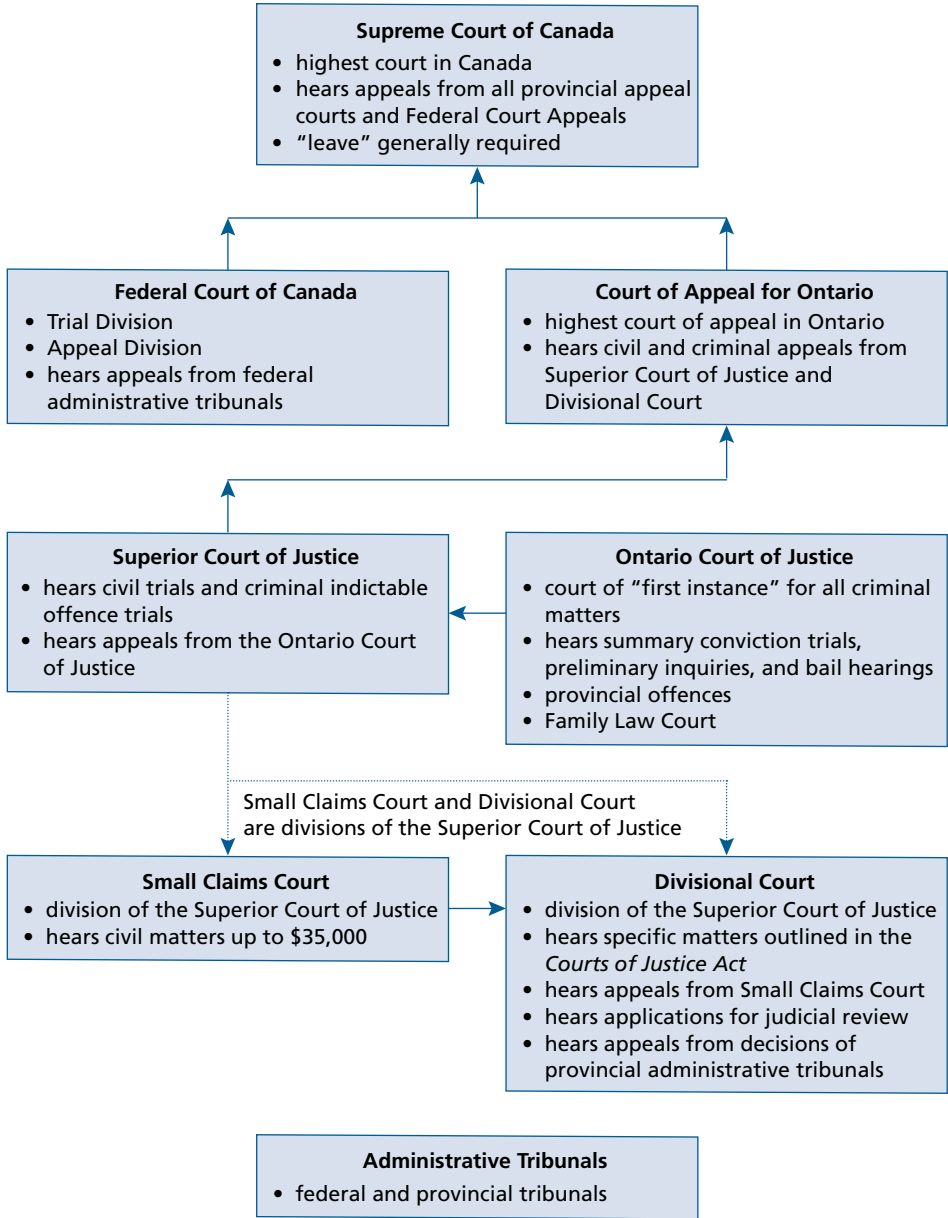 Supreme Court of Canada
• highest court in Canada
• hears appeals from all provincial appeal
courts and Federal Court Appeals
• “leave” generally required
Federal Court of Canada
• Trial Division
• Appeal Division
• hears appeals from federal
administrative tribunals
Court of Appeal for Ontario
• highest court of appeal in Ontario
• hears civil and criminal appeals from
Superior Court of Justice and
Divisional Court
Superior Court of Justice
• hears civil trials and criminal indictable
offence trials
• hears appeals from the Ontario Court
of Justice
Ontario Court of Justice
• court of “first instance” for all criminal
matters
• hears summary conviction trials,
preliminary inquiries, and bail hearings
• provincial offences
• Family Law Court
Small Claims Court and Divisional Court
are divisions of the Superior Court of Justice
Small Claims Court
• division of the Superior Court of Justice
• hears civil matters up to $35,000
Divisional Court
• division of the Superior Court of Justice
• hears specific matters outlined in the
Courts of Justice Act
• hears appeals from Small Claims Court
• hears applications for judicial review
• hears appeals from decisions of
provincial administrative tribunals
Administrative Tribunals
• federal and provincial tribunals